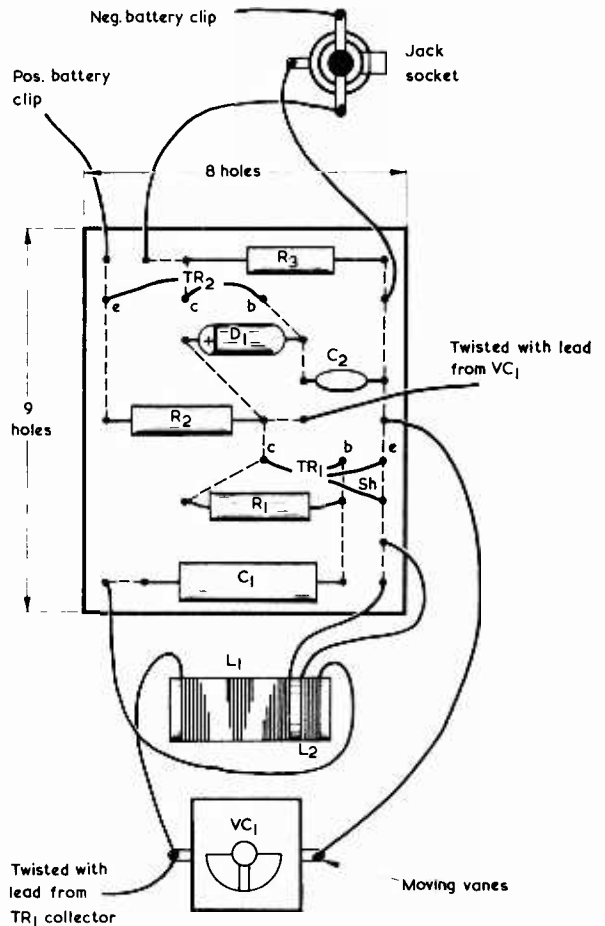 Neg. battery clip
Jack
socket
Pos. battery
clip
8 holes
R3
TR2
e
c
b
D1
+
C2
Twisted with lead
from VC1
9
holes
R2
c
b
e
TR1
Sh
R1
C1
L1
L2
VC1
Twisted with
lead from
TR1 collector
Moving vanes